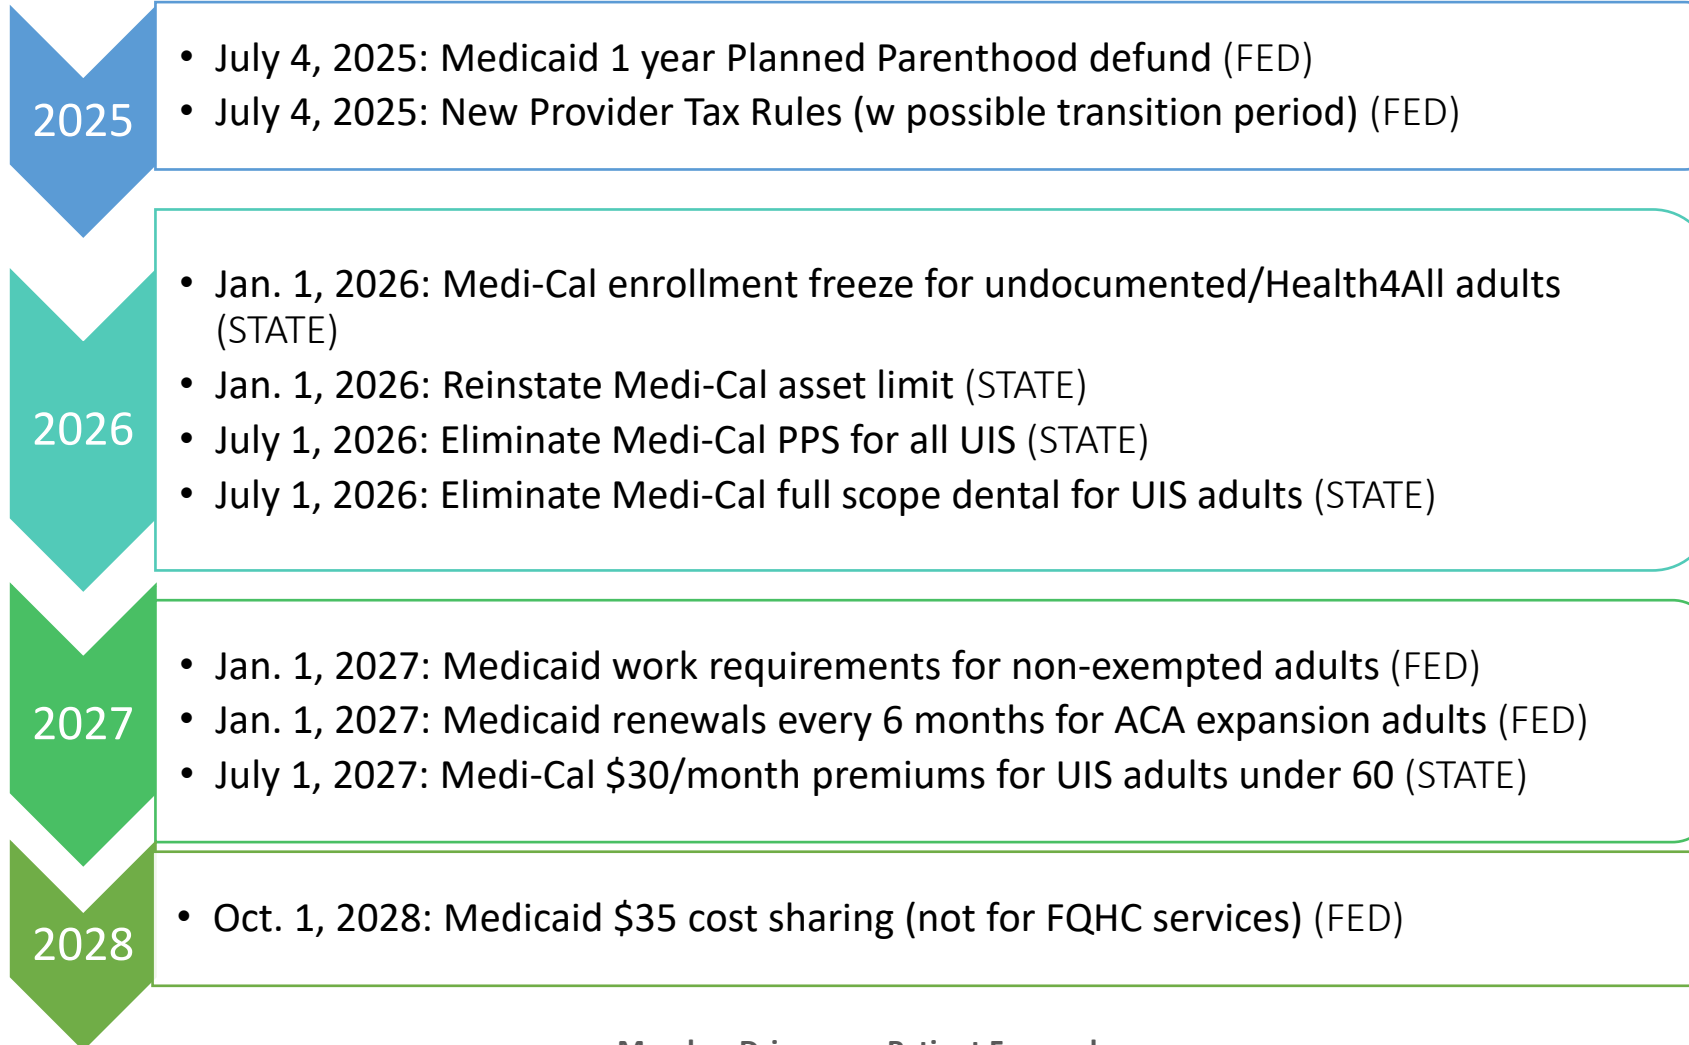 2025
• July 4, 2025: Medicaid 1 year Planned Parenthood defund (FED)
• July 4, 2025: New Provider Tax Rules (w possible transition period) (FED)
2026
• Jan. 1, 2026: Medi-Cal enrollment freeze for undocumented/Health4All adults
(STATE)
• Jan. 1, 2026: Reinstate Medi-Cal asset limit (STATE)
• July 1, 2026: Eliminate Medi-Cal PPS for all UIS (STATE)
• July 1, 2026: Eliminate Medi-Cal full scope dental for UIS adults (STATE)
2027
• Jan. 1, 2027: Medicaid work requirements for non-exempted adults (FED)
• Jan. 1, 2027: Medicaid renewals every 6 months for ACA expansion adults (FED)
• July 1, 2027: Medi-Cal $30/month premiums for UIS adults under 60 (STATE)
2028
• Oct. 1, 2028: Medicaid $35 cost sharing (not for FQHC services) (FED)